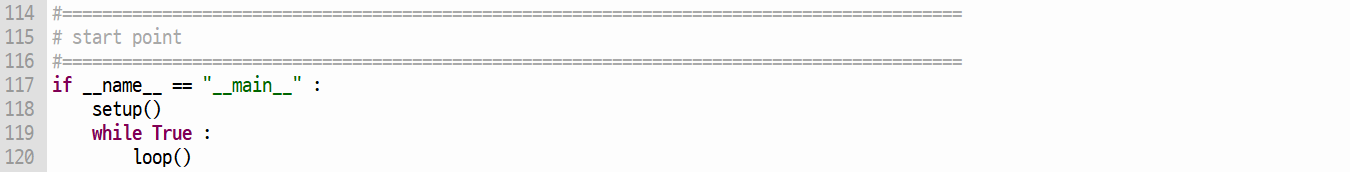 114 #==========================================================================================
115 # start point
116 #==========================================================================================
117 if __name__ == "__main__" :
118     setup()
119     while True :
120         loop()